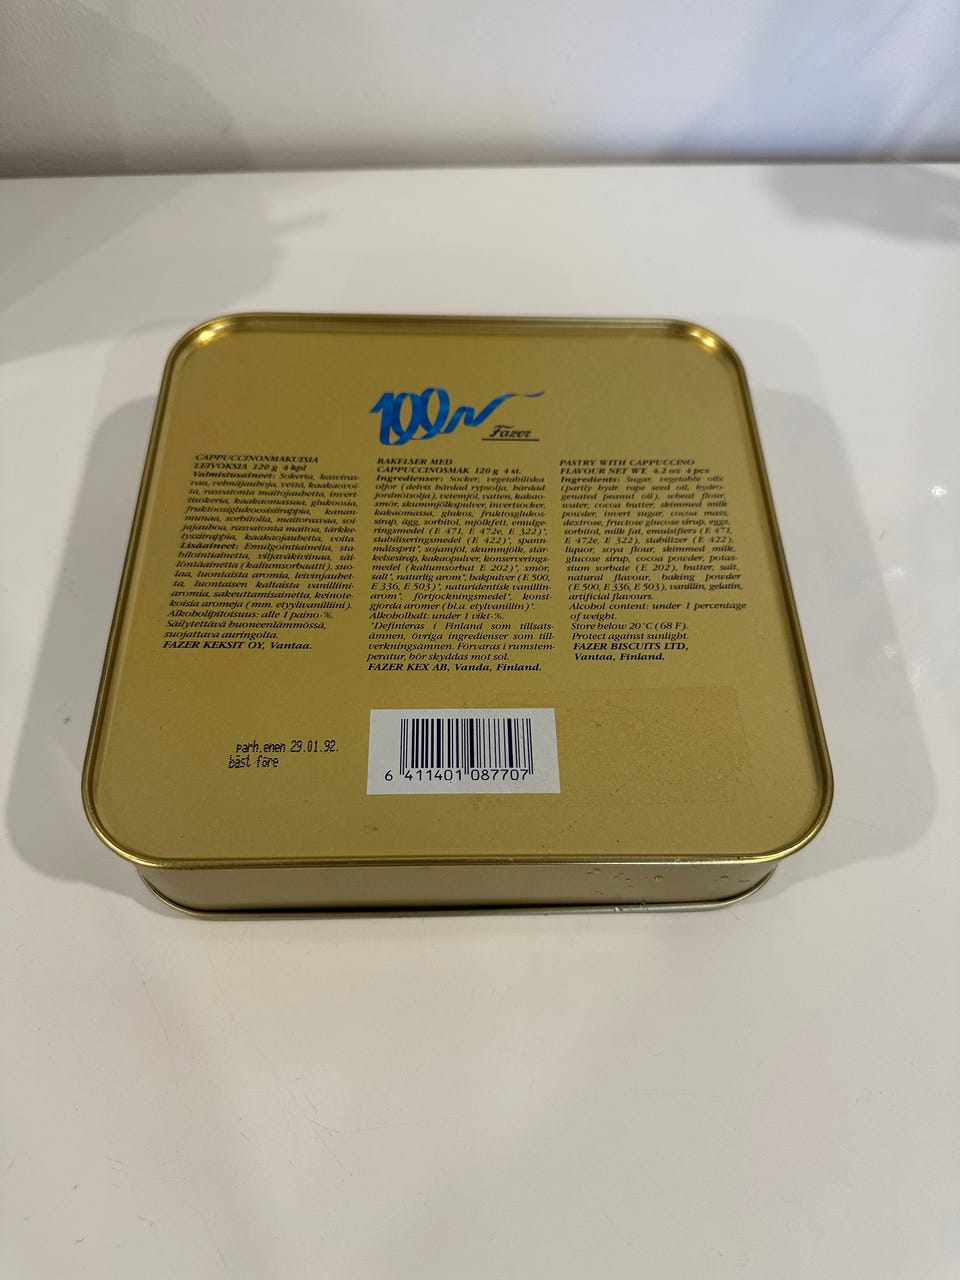 100v
Fazer
CAPPUCCINONMAKUISIA
LEIVOKSIA 120 g 4 kpl
Valmistusaineet: Sokeria, kasviras-
vaa, vehnäjauhoja, vettä, kaakaovoi-
ta, rasvatonta maitojauhetta, invert-
tisokeria, kaakaomassaa, glukoosia,
fruktoosiglukoosisiirappia, kanan-
munaa, sorbitolia, maitorasvaa, soi-
jajauhoa, rasvatonta maitoa, tärkke-
lyssiirappia, kaakaojauhetta, voita.
Lisäaineet: Emulgointiainetta, sta-
bilointiainetta, viljaväkiviinaa, säi-
löntäainetta (kaliumsorbaatti), suo-
laa, luontaista aromia, leivinjauhet-
ta, luontaisen kaltaista vanilliini-
aromia, sakeuttamisainetta, keinote-
koisia aromeja (mm. etyylivanilliini).
Alkoholipitoisuus: alle 1 paino-%.
Säilytettävä huoneenlämmössä,
suojattava auringolta.
FAZER KEKSIT OY, Vantaa.
BAKELSER MED
CAPPUCCINOSMAK 120 g 4 st.
Ingredienser: Socker, vegetabiliska
oljor (delvis härdad rypsolja, härdad
jordnötsolja), vetemjöl, vatten, kakao-
smör, skummjölkspulver, invertsocker,
kakaomassa, glukos, fruktosglukos-
sirap, ägg, sorbitol, mjölkfett, emulge-
ringsmedel (E 471, E 472e, E 322)*,
stabiliseringsmedel (E 422)*, spann-
målssprit*, sojamjöl, skummjölk, stär-
kelsesirap, kakaopulver, konserverings-
medel (kaliumsorbat E 202)*, smör,
salt*, naturlig arom*, bakpulver (E 500,
E 336, E 503)*, naturidentisk vanillin-
arom*, förtjockningsmedel*, konst-
gjorda aromer (bl.a. etylvanillin)*.
Alkoholhalt: under 1 vikt-%.
*Definieras i Finland som tillsats-
ämnen, övriga ingredienser som till-
verkningsämnen. Förvaras i rumstem-
peratur, bör skyddas mot sol.
FAZER KEX AB, Vanda, Finland.
PASTRY WITH CAPPUCCINO
FLAVOUR NET WT. 4.2 oz 4 pcs
Ingredients: Sugar, vegetable oils
(partly hydr. rape seed oil, hydro-
genated peanut oil), wheat flour,
water, cocoa butter, skimmed milk
powder, invert sugar, cocoa mass,
dextrose, fructose glucose sirup, eggs,
sorbitol, milk fat, emulsifiers (E 471,
E 472e, E 322), stabilizer (E 422),
liquor, soya flour, skimmed milk,
glucose sirup, cocoa powder, potas-
sium sorbate (E 202), butter, salt,
natural flavour, baking powder
(E 500, E 336, E 503), vanillin, gelatin,
artificial flavour.
Alcohol content: under 1 percentage
of weight.
Store below 20°C (68 F).
Protect against sunlight.
FAZER BISCUITS LTD,
Vantaa, Finland.
parh.enen 29.01.92.
bäst före
6 411401 087707